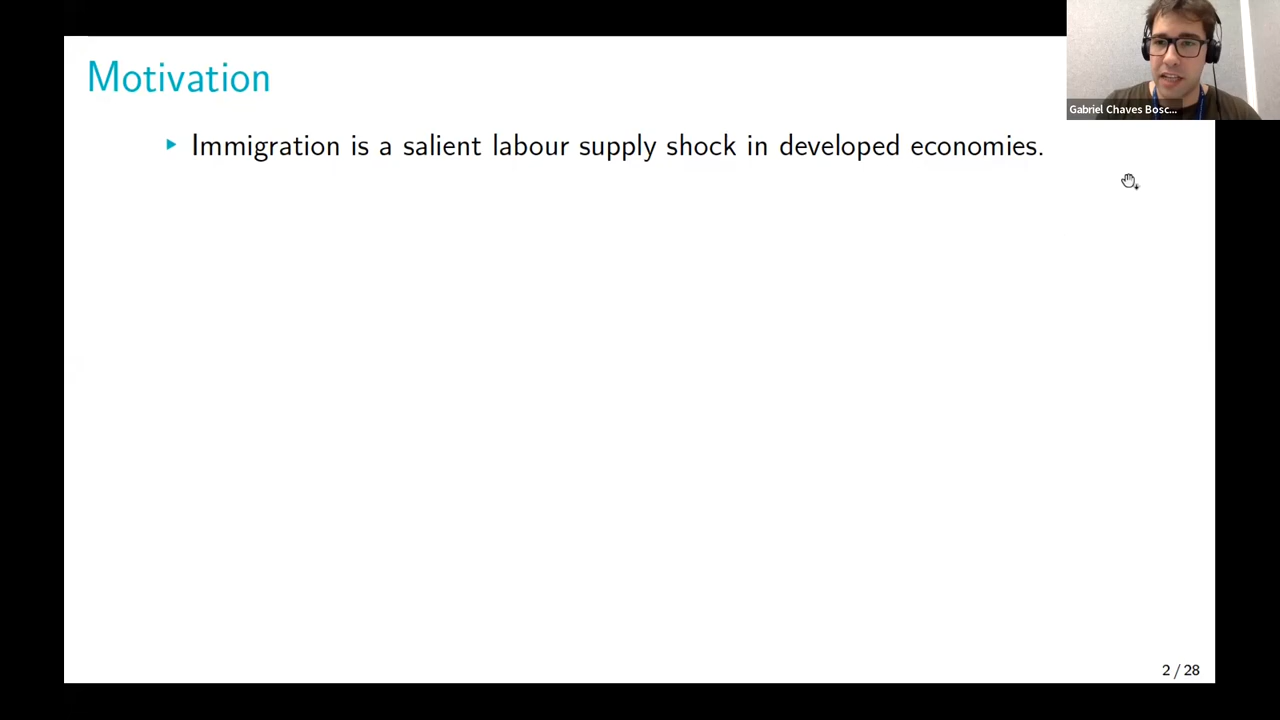 Motivation
Immigration is a salient labour supply shock in developed economies.
Gabriel Chaves Bosc...
2 / 28